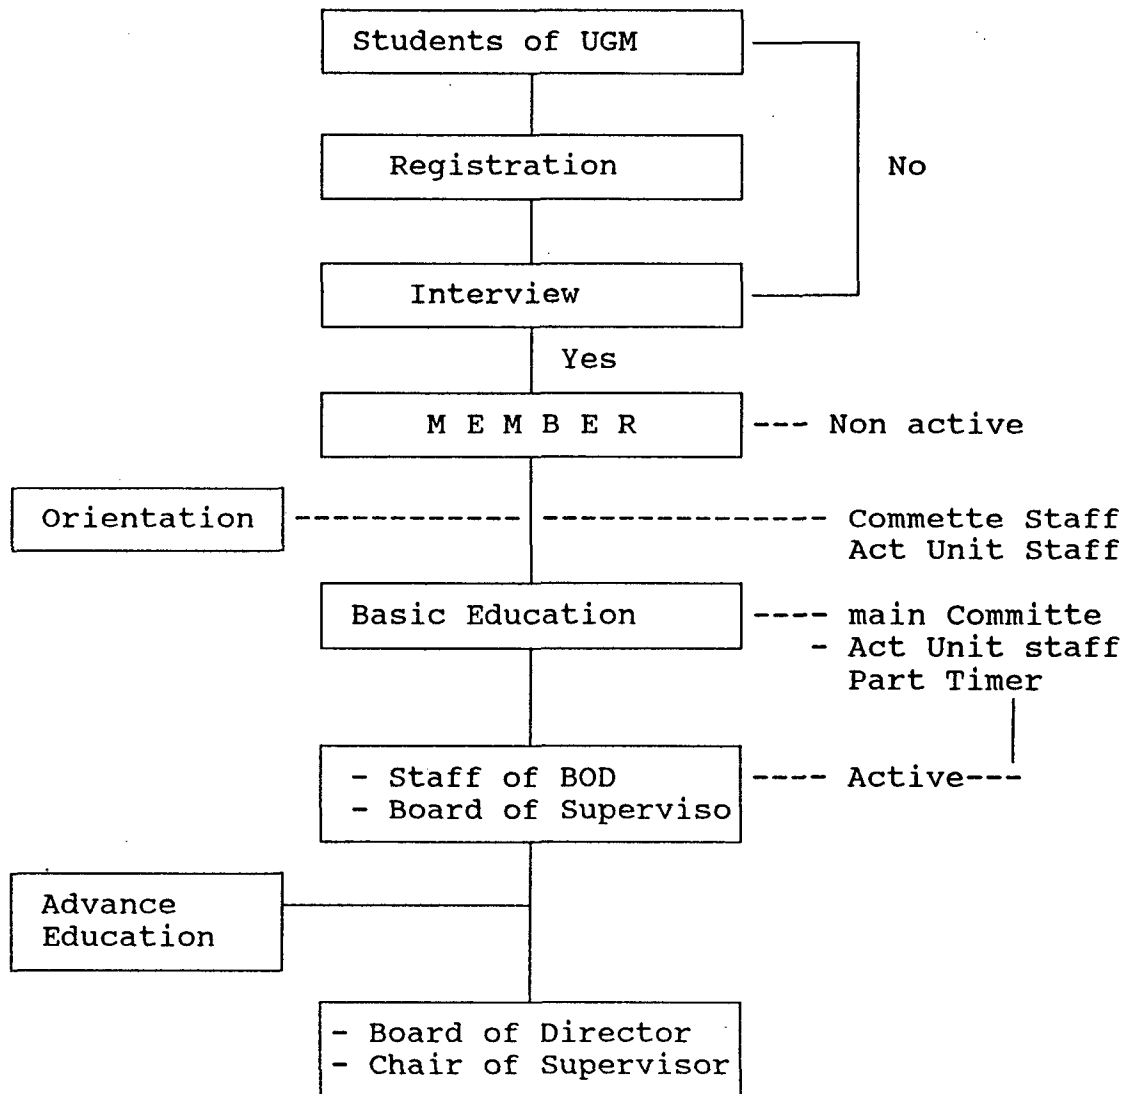 Students of UGM
Registration
No
Interview
Yes
M E M B E R
--- Non active
Orientation
Commette Staff
Act Unit Staff
Basic Education
---- main Committe
- Act Unit staff
Part Timer
- Staff of BOD
- Board of Superviso
---- Active---
Advance
Education
- Board of Director
- Chair of Supervisor